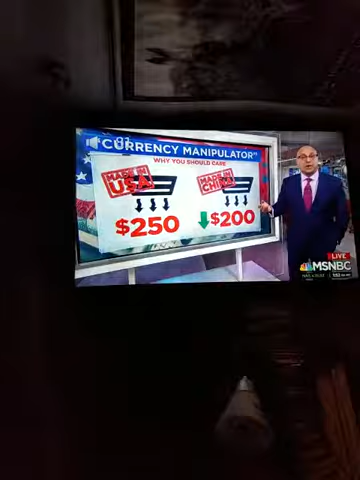 "CURRENCY MANIPULATOR"
WHY YOU SHOULD CARE
MADE IN
USA
MADE IN
CHINA
$250
$200
LIVE
MSNBC